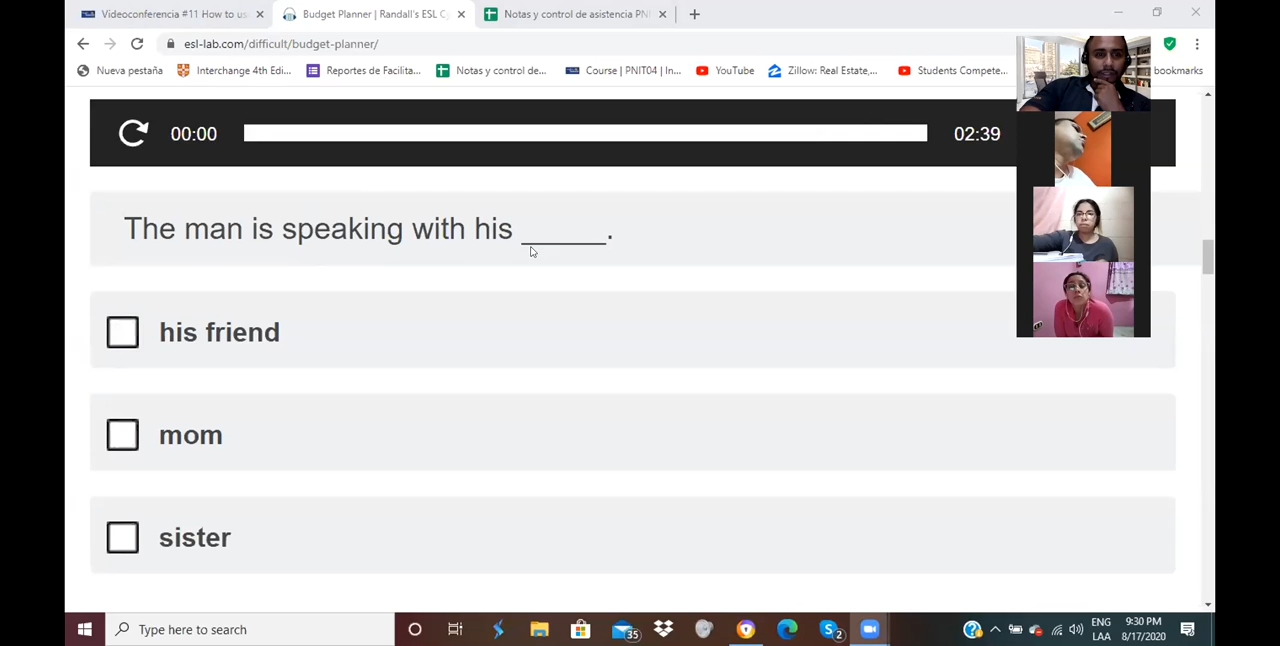 Videoconferencia #11 How to us
Budget Planner | Randall's ESL C
Notas y control de asistencia PNI
esl-lab.com/difficult/budget-planner/
Nueva pestaña
Interchange 4th Edi...
Reportes de Facilita...
Notas y control de...
Course | PNIT04 | In...
YouTube
Zillow: Real Estate,...
Students Compete...
bookmarks
00:00
02:39
The man is speaking with his _____.
his friend
mom
sister
Type here to search
35
2
ENG
LAA
9:30 PM
8/17/2020